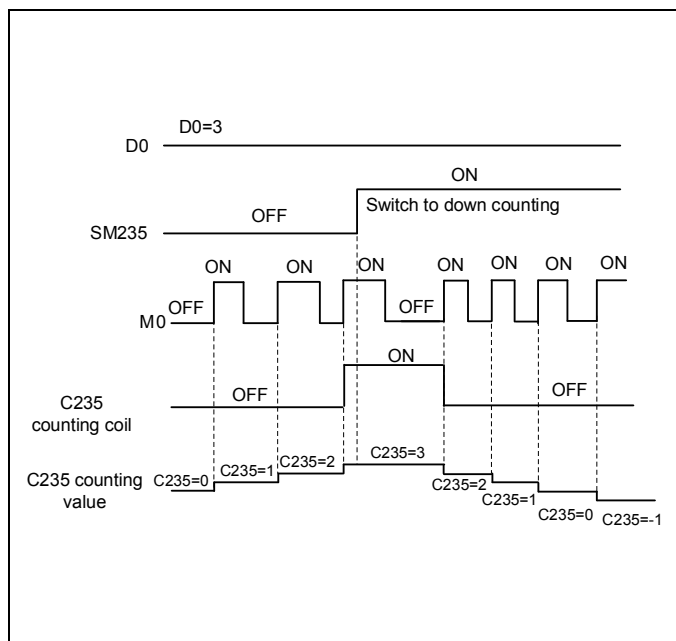 D0=3
D0
ON
Switch to down counting
OFF
SM235
ON ON ON ON ON ON ON
OFF OFF
M0
ON
OFF OFF
C235
counting coil
C235 counting
value
C235=0 C235=1 C235=2 C235=3 C235=2 C235=1 C235=0 C235=-1